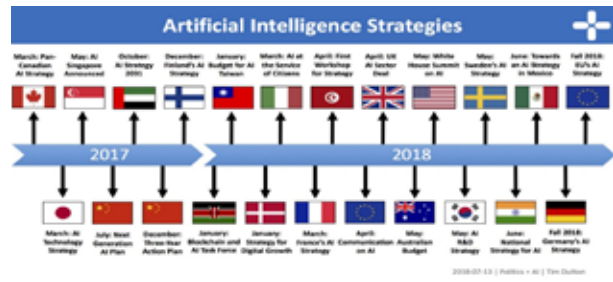 Artificial Intelligence Strategies
March: Pan-
Canadian
AI Strategy
May: AI
Singapore
Announced
October:
AI Strategy
2031
December:
Finland's AI
Strategy
January:
Budget for AI
Taiwan
March: AI at
the Service
of Citizens
April: First
Workshop
for Strategy
April: UK
AI Sector
Deal
May: White
House Summit
on AI
May:
Sweden's AI
Strategy
June: Towards
an AI Strategy
in Mexico
Fall 2018:
EU's AI
Strategy
2017
2018
March: AI
Technology
Strategy
July: Next
Generation
AI Plan
December:
Three-Year
Action Plan
January:
Blockchain and
AI Task Force
January:
Strategy for
Digital Growth
March:
France's AI
Strategy
April:
Communication
on AI
May:
Australian
Budget
May: AI
R&D
Strategy
June:
National
Strategy for AI
Fall 2018:
Germany's AI
Strategy
2018-07-13 | Politics + AI | Tim Dutton